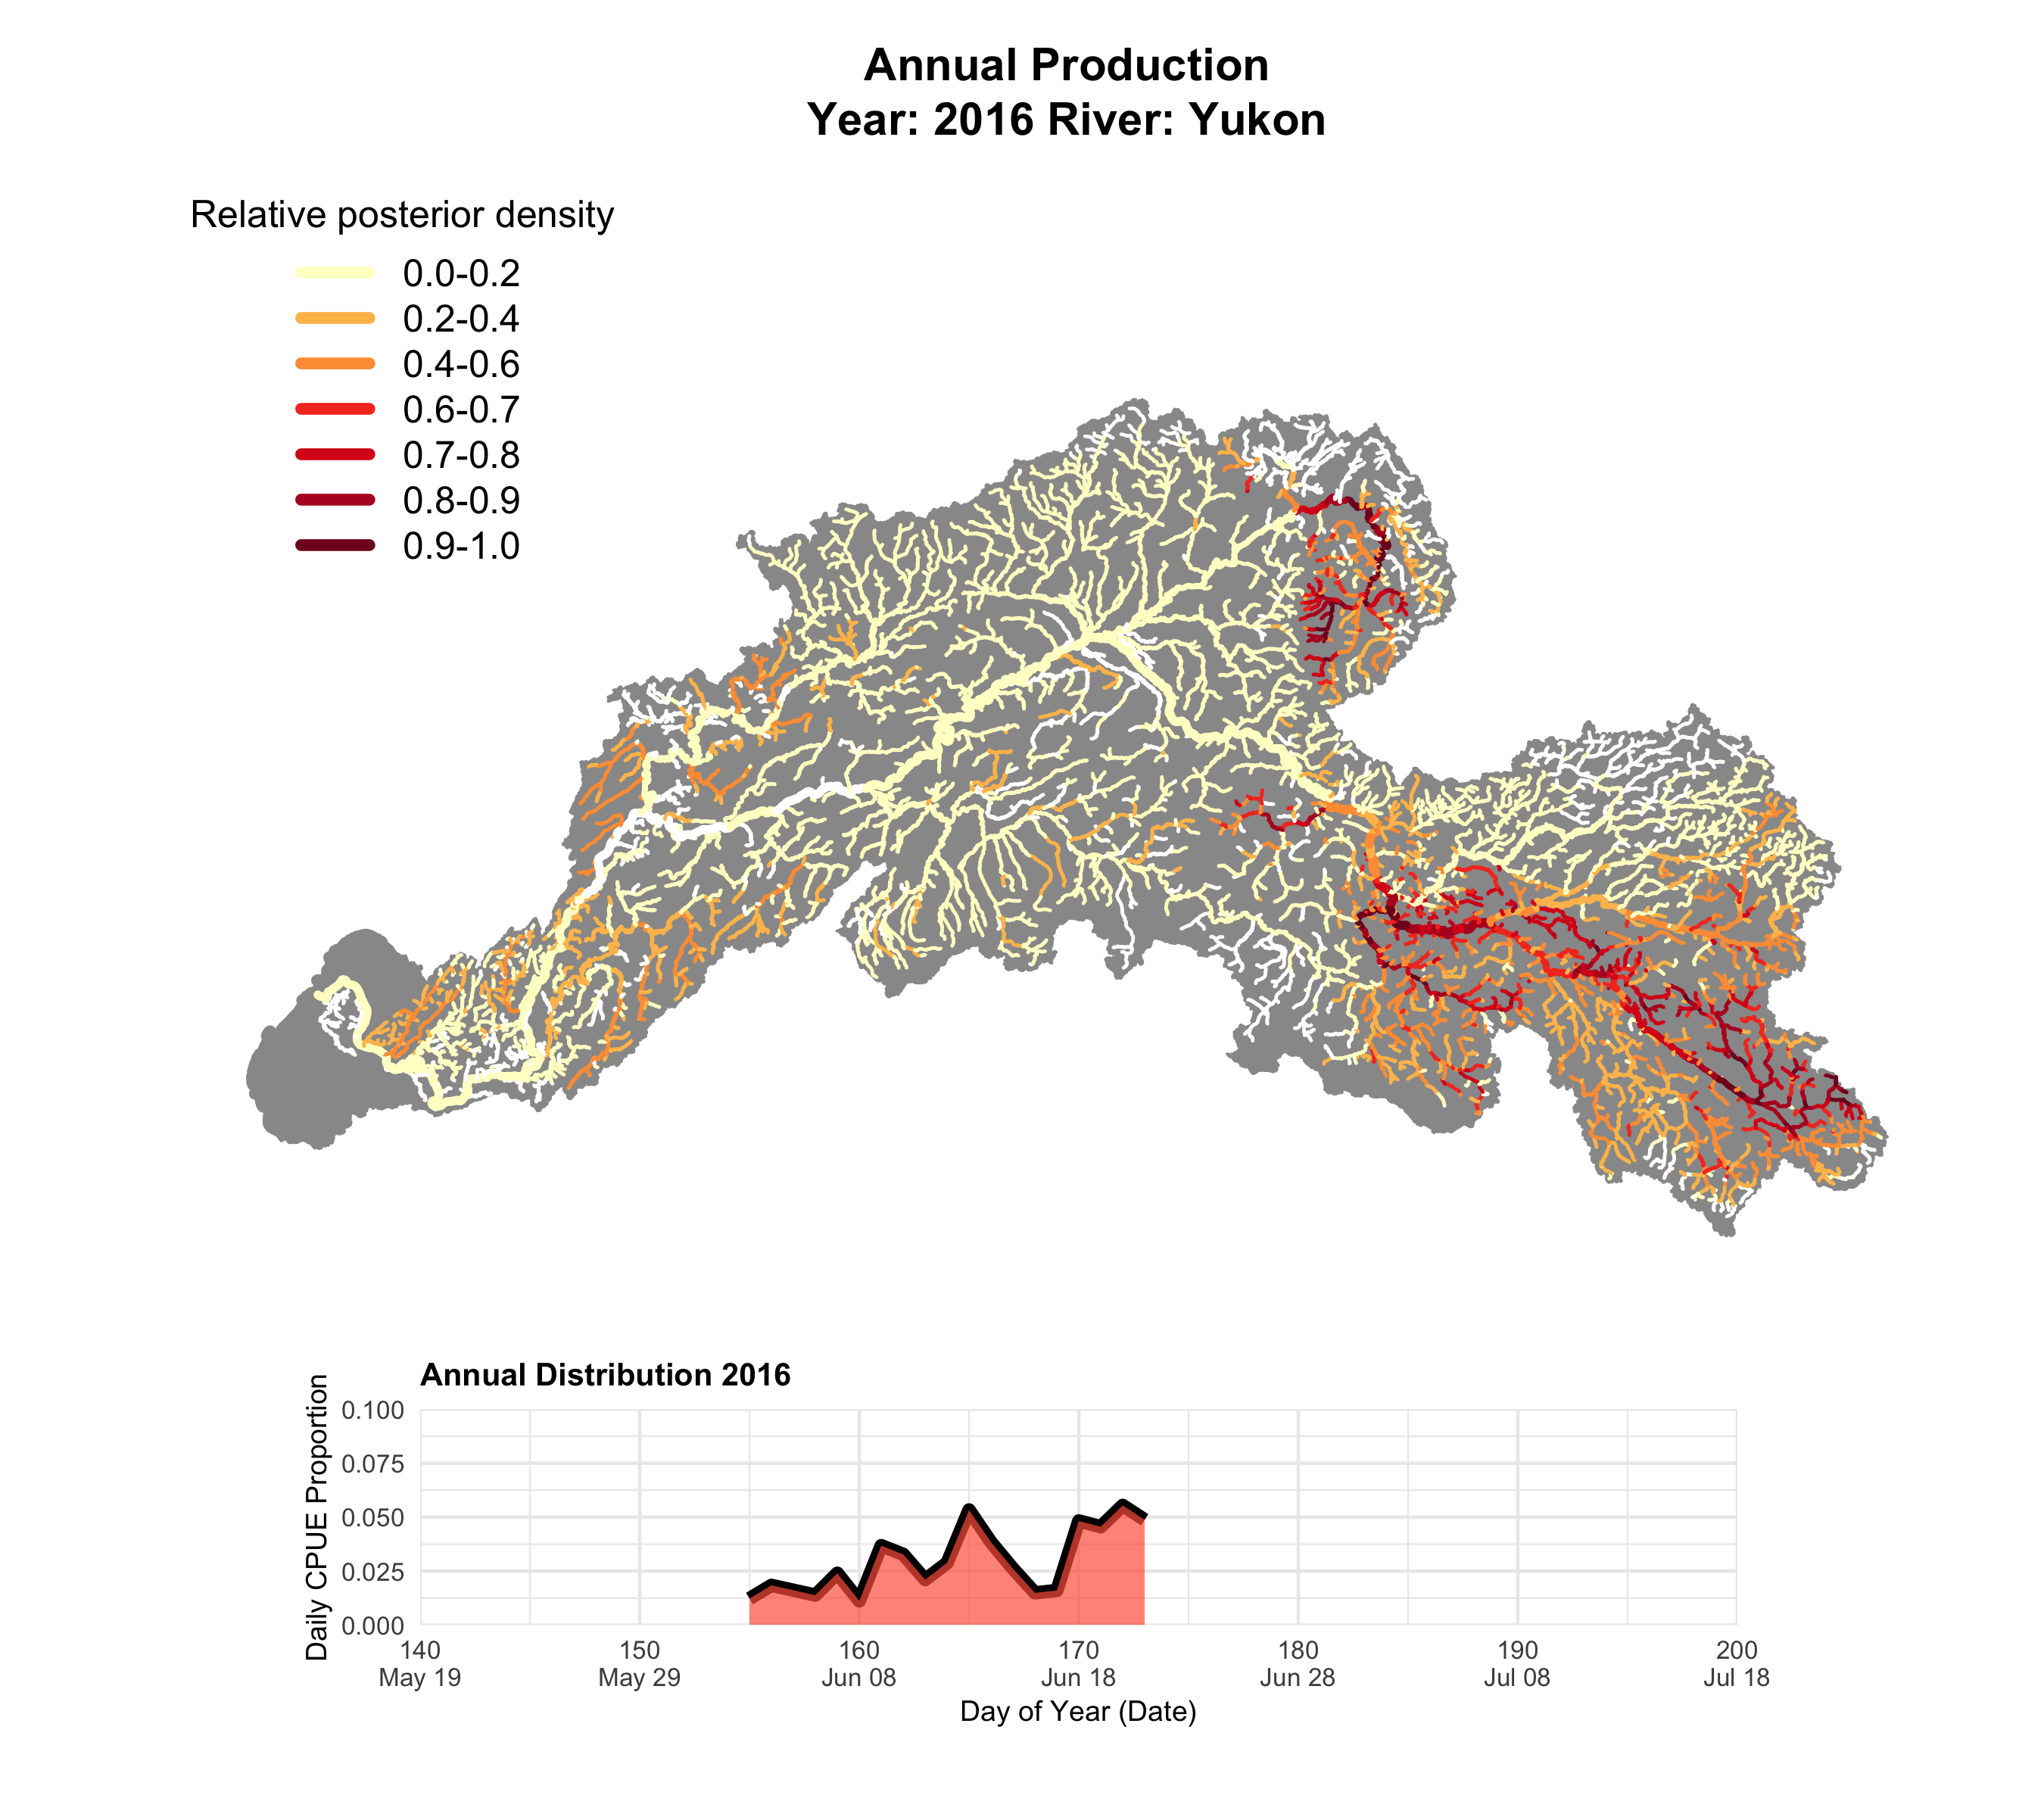 Annual Production
Year: 2016 River: Yukon
Relative posterior density
0.0-0.2
0.2-0.4
0.4-0.6
0.6-0.7
0.7-0.8
0.8-0.9
0.9-1.0
Annual Distribution 2016
Daily CPUE Proportion
0.100
0.075
0.050
0.025
0.000
140 150 160 170 180 190 200
May 19 May 29 Jun 08 Jun 18 Jun 28 Jul 08 Jul 18
Day of Year (Date)